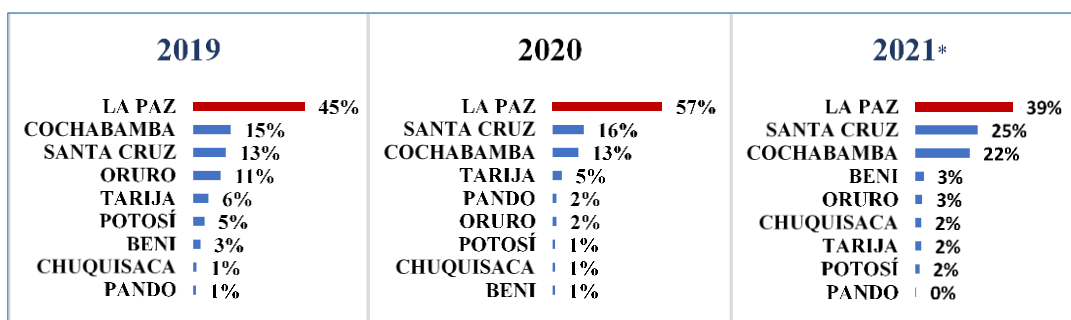 2019
LA PAZ 45%
COCHABAMBA 15%
SANTA CRUZ 13%
ORURO 11%
TARIJA 6%
POTOSÍ 5%
BENI 3%
CHUQUISACA 1%
PANDO 1%
2020
LA PAZ 57%
SANTA CRUZ 16%
COCHABAMBA 13%
TARIJA 5%
PANDO 2%
ORURO 2%
POTOSÍ 1%
CHUQUISACA 1%
BENI 1%
2021*
LA PAZ 39%
SANTA CRUZ 25%
COCHABAMBA 22%
BENI 3%
ORURO 3%
CHUQUISACA 2%
TARIJA 2%
POTOSÍ 2%
PANDO 0%